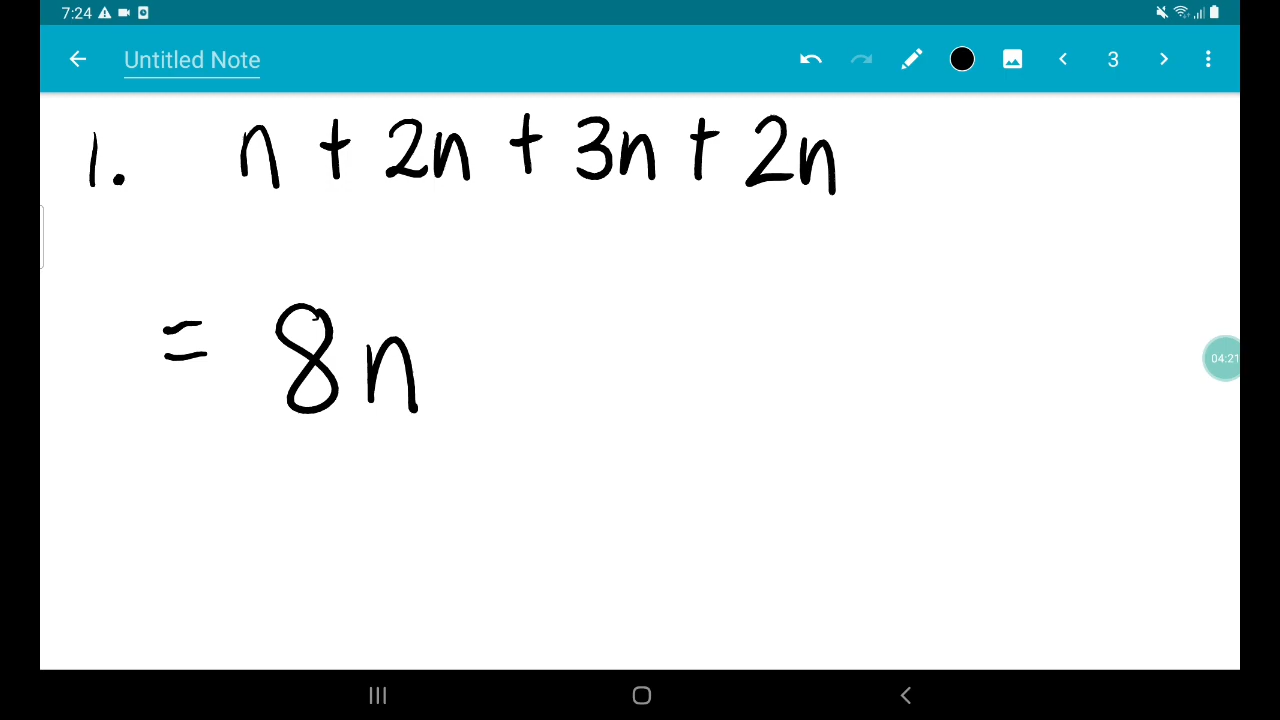 7:24
Untitled Note
3
1. n + 2n + 3n + 2n
= 8n
04:21